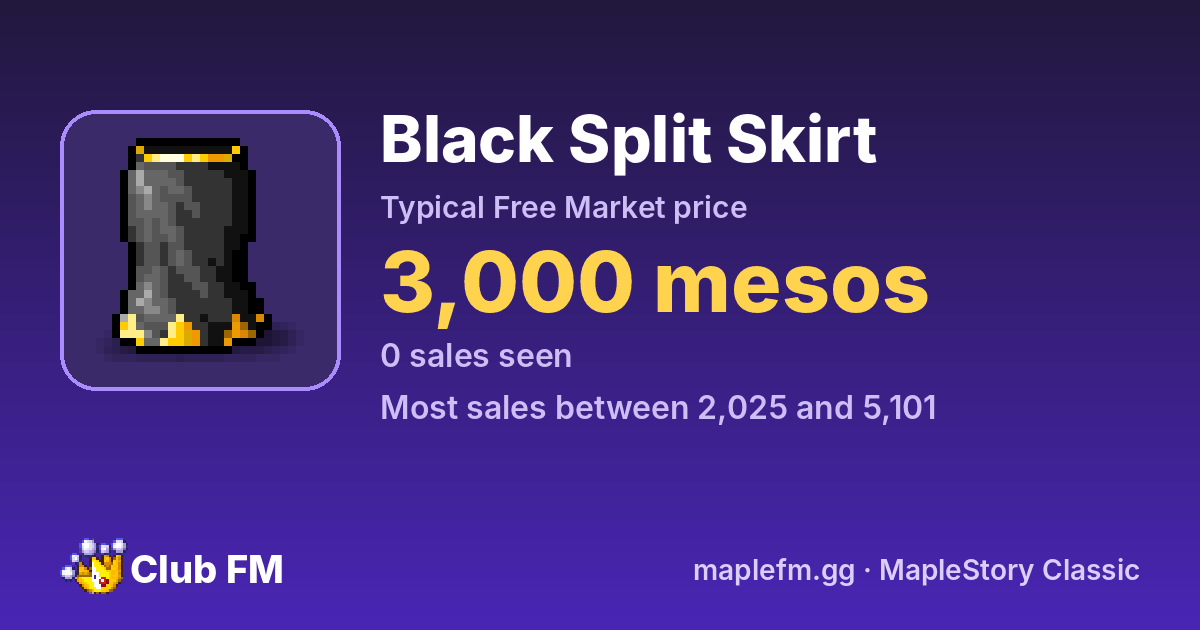 Black Split Skirt
Typical Free Market price
3,000 mesos
0 sales seen
Most sales between 2,025 and 5,101
Club FM
maplefm.gg · MapleStory Classic